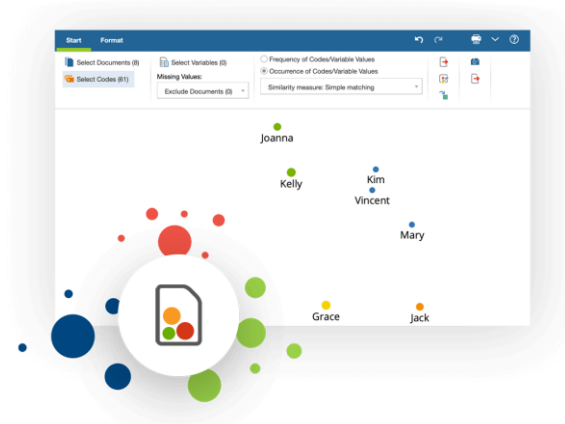 Start Format
Select Documents (8) Select Variables (0) Frequency of Codes/Variable Values
Select Codes (61) Missing Values: Occurrence of Codes/Variable Values
Exclude Documents (0) Similarity measure: Simple matching
Joanna
Kelly
Kim
Vincent
Mary
Grace
Jack